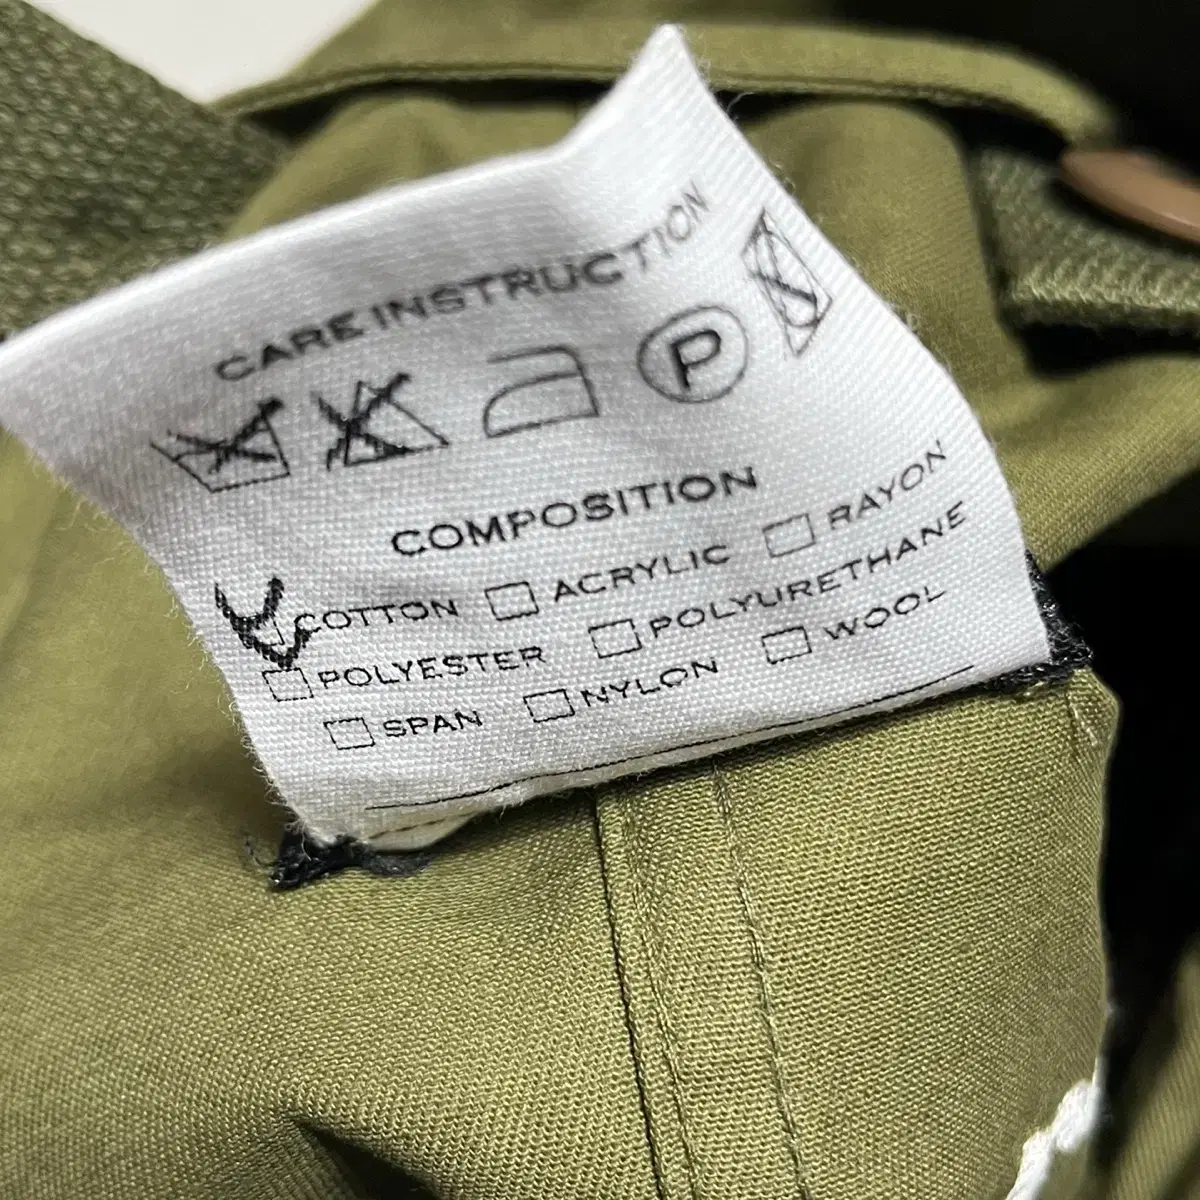 CARE INSTRUCTION
P
COMPOSITION
COTTON ACRYLIC RAYON
POLYESTER POLYURETHANE
SPAN NYLON WOOL